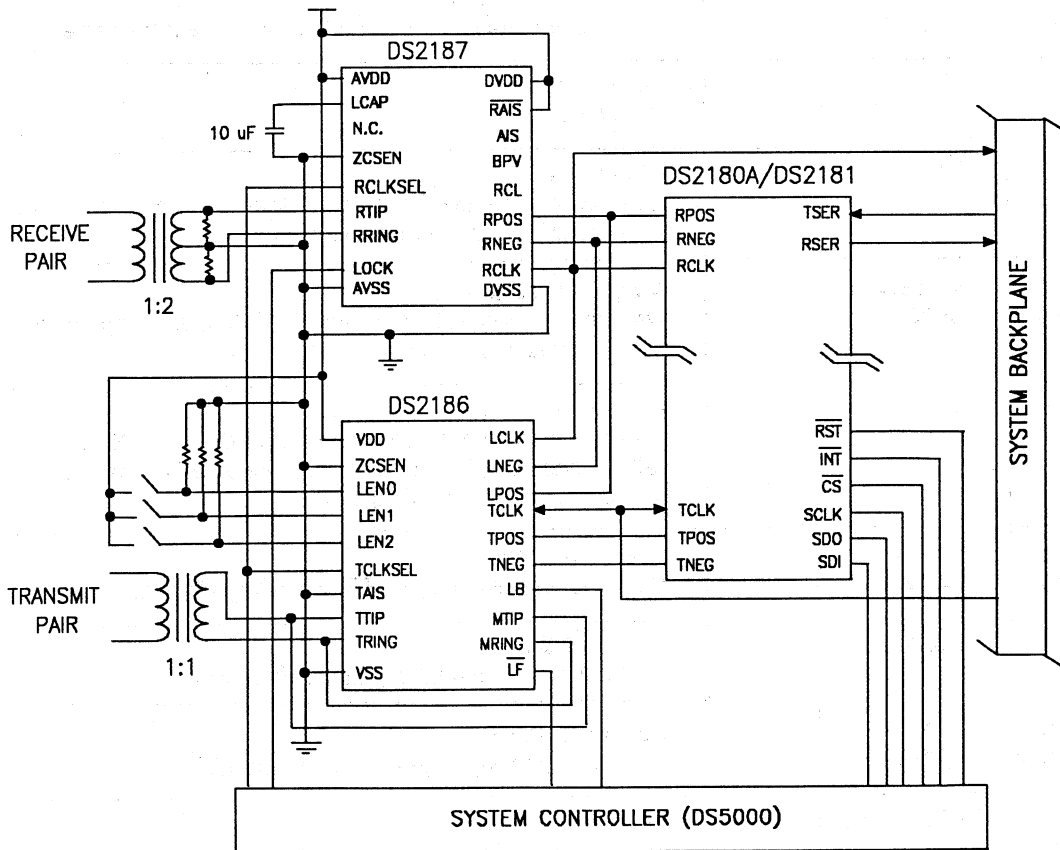 DS2187
AVDD
LCAP
N.C.
ZCSEN
RCLKSEL
RTIP
RRING
LOCK
AVSS
DVDD
RAIS
AIS
BPV
RCL
RPOS
RNEG
RCLK
DVSS
10 uF
RECEIVE
PAIR
1:2
DS2180A/DS2181
RPOS
RNEG
RCLK
TSER
RSER
RST
INT
CS
SCLK
SDO
SDI
TCLK
TPOS
TNEG
SYSTEM BACKPLANE
DS2186
VDD
ZCSEN
LEN0
LEN1
LEN2
TCLKSEL
TAIS
TTIP
TRING
VSS
LCLK
LNEG
LPOS
TCLK
TPOS
TNEG
LB
MTIP
MRING
LF
TRANSMIT
PAIR
1:1
SYSTEM CONTROLLER (DS5000)